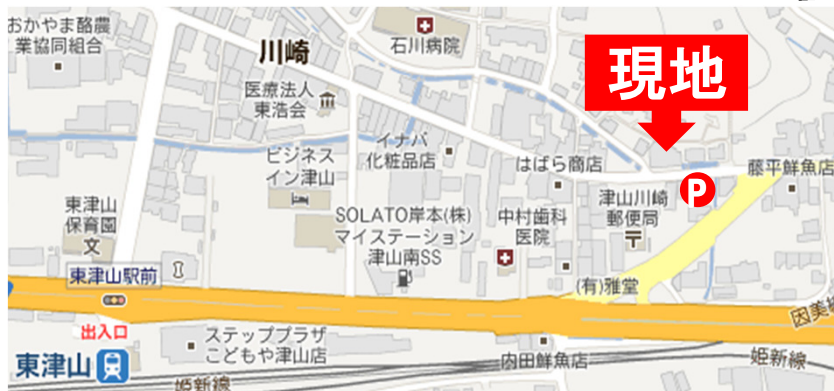 おかやま酪農
業協同組合
川崎
石川病院
現地
医療法人
東浩会
イナバ
化粧品店
ビジネス
イン津山
はばら商店
藤平鮮魚店
P
東津山
保育園
文
SOLATO岸本(株)
マイステーション
津山南SS
中村歯科
医院
津山川崎
郵便局
東津山駅前
(有)雅堂
因美線
出入口
ステッププラザ
こどもや津山店
東津山
内田鮮魚店
姫新線
姫新線